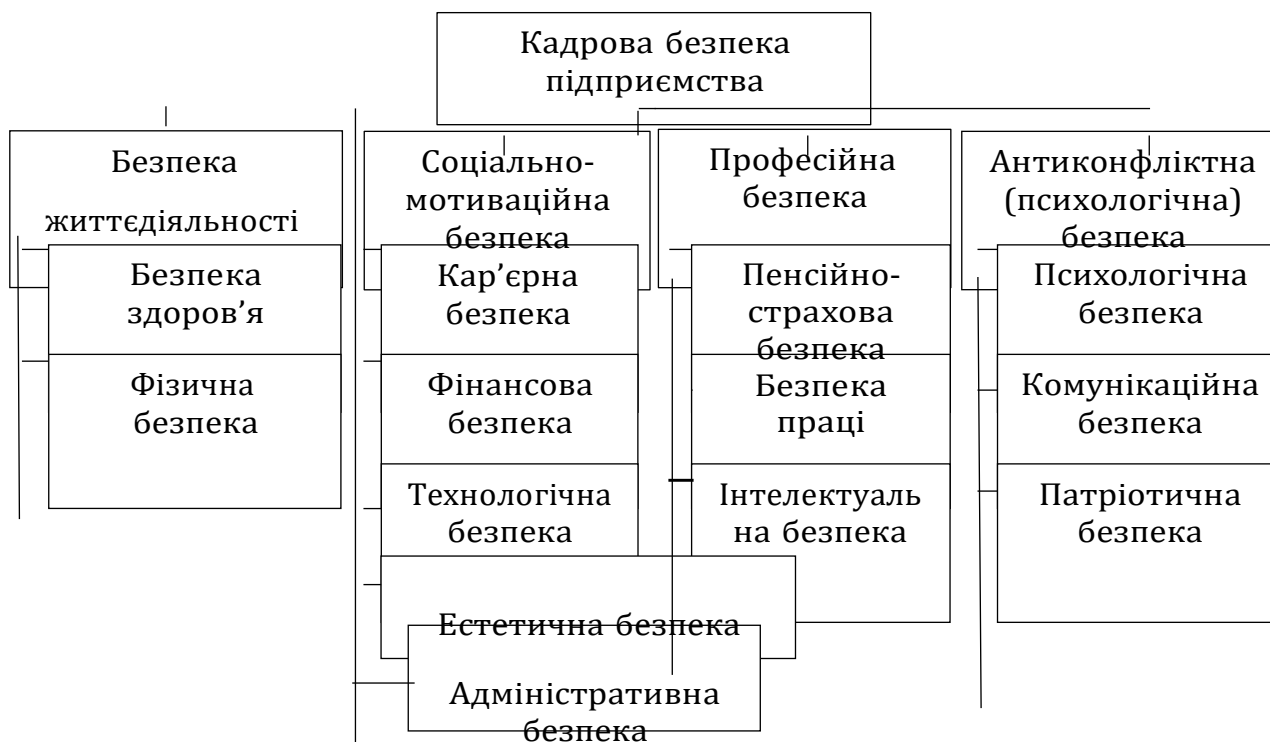 Кадрова безпека
підприємства
Безпека
життєдіяльності
Безпека
здоров’я
Фізична
безпека
Соціально-
мотиваційна
безпека
Кар’єрна
безпека
Фінансова
безпека
Технологічна
безпека
Естетична безпека
Адміністративна
безпека
Професійна
безпека
Пенсійно-
страхова
безпека
Безпека
праці
Інтелектуаль
на безпека
Антиконфліктна
(психологічна)
безпека
Психологічна
безпека
Комунікаційна
безпека
Патріотична
безпека